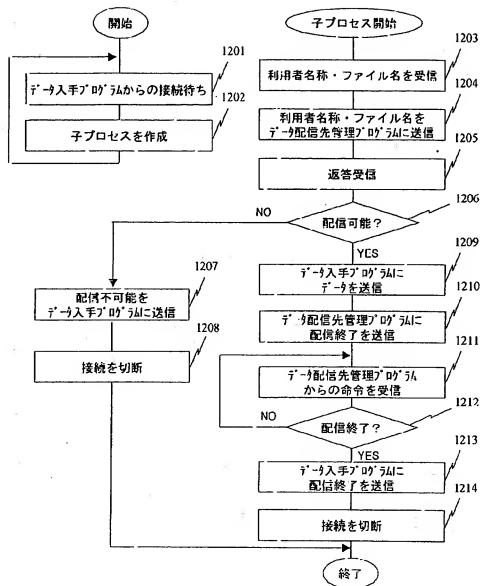 開始
1201
データ入手プログラムからの接続待ち
1202
子プロセスを作成
子プロセス開始
1203
利用者名称・ファイル名を受信
1204
利用者名称・ファイル名を
データ配信先管理プログラムに送信
1205
返答受信
1206
配信可能？
NO
YES
1207
配信不可能を
データ入手プログラムに送信
1208
接続を切断
1209
データ入手プログラムに
データを送信
1210
データ配信先管理プログラムに
配信終了を送信
1211
データ配信先管理プログラム
からの命令を受信
1212
NO
配信終了？
YES
1213
データ入手プログラムに
配信終了を送信
1214
接続を切断
終了